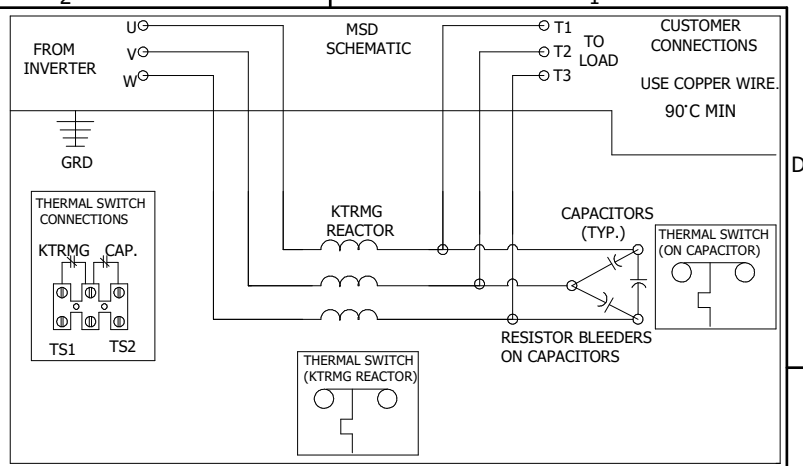 2
1
U
V
W
FROM
INVERTER
MSD
SCHEMATIC
T1
T2
T3
TO
LOAD
CUSTOMER
CONNECTIONS
USE COPPER WIRE.
90°C MIN
GRD
D
THERMAL SWITCH
CONNECTIONS
KTRMG CAP.
TS1 TS2
KTRMG
REACTOR
CAPACITORS
(TYP.)
THERMAL SWITCH
(ON CAPACITOR)
RESISTOR BLEEDERS
ON CAPACITORS
THERMAL SWITCH
(KTRMG REACTOR)